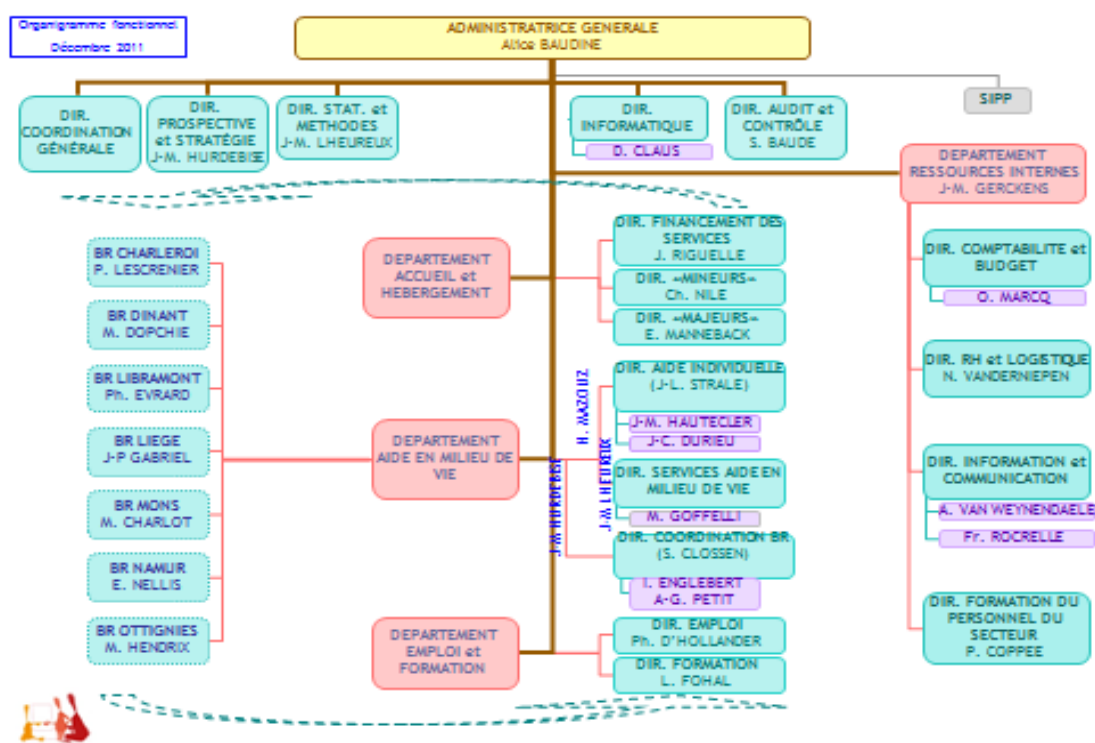 Organigramme fonctionnel
Décembre 2011
ADMINISTRATRICE GENERALE
Alice BAUDINE
DIR.
COORDINATION
GÉNÉRALE
DIR.
PROSPECTIVE
et STRATÉGIE
J-M. HURDEBISE
DIR. STAT. et
METHODES
J-M. LHEUREUX
DIR.
INFORMATIQUE
D. CLAUS
DIR. AUDIT et
CONTRÔLE
S. BAUDE
SIPP
DEPARTEMENT
RESSOURCES INTERNES
J-M. GERCKENS
BR CHARLEROI
P. LESCRENIER
BR DINANT
M. DOPCHIE
BR LIBRAMONT
Ph. EVRARD
BR LIEGE
J-P GABRIEL
BR MONS
M. CHARLOT
BR NAMUR
E. NELLIS
BR OTTIGNIES
M. HENDRIX
DEPARTEMENT
ACCUEIL et
HEBERGEMENT
DIR. FINANCEMENT DES
SERVICES
J. RIGUELLE
DIR. «MINEURS»
Ch. NILE
DIR. «MAJEURS»
E. MANNEBACK
DEPARTEMENT
AIDE EN MILIEU DE
VIE
J-M HURDEBISE
H. MAZOUZ
J-M LHEUREUX
DIR. AIDE INDIVIDUELLE
(J-L. STRALE)
J-M. HAUTECLER
J-C. DURIEU
DIR. SERVICES AIDE EN
MILIEU DE VIE
M. GOFFELLI
DIR. COORDINATION BR
(S. CLOSSEN)
I. ENGLEBERT
A-G. PETIT
DEPARTEMENT
EMPLOI et
FORMATION
DIR. EMPLOI
Ph. D'HOLLANDER
DIR. FORMATION
L. FOHAL
DIR. COMPTABILITE et
BUDGET
O. MARCQ
DIR. RH et LOGISTIQUE
N. VANDERNIEPEN
DIR. INFORMATION et
COMMUNICATION
A. VAN WEYNENDAELE
Fr. ROCRELLE
DIR. FORMATION DU
PERSONNEL DU
SECTEUR
P. COPPEE